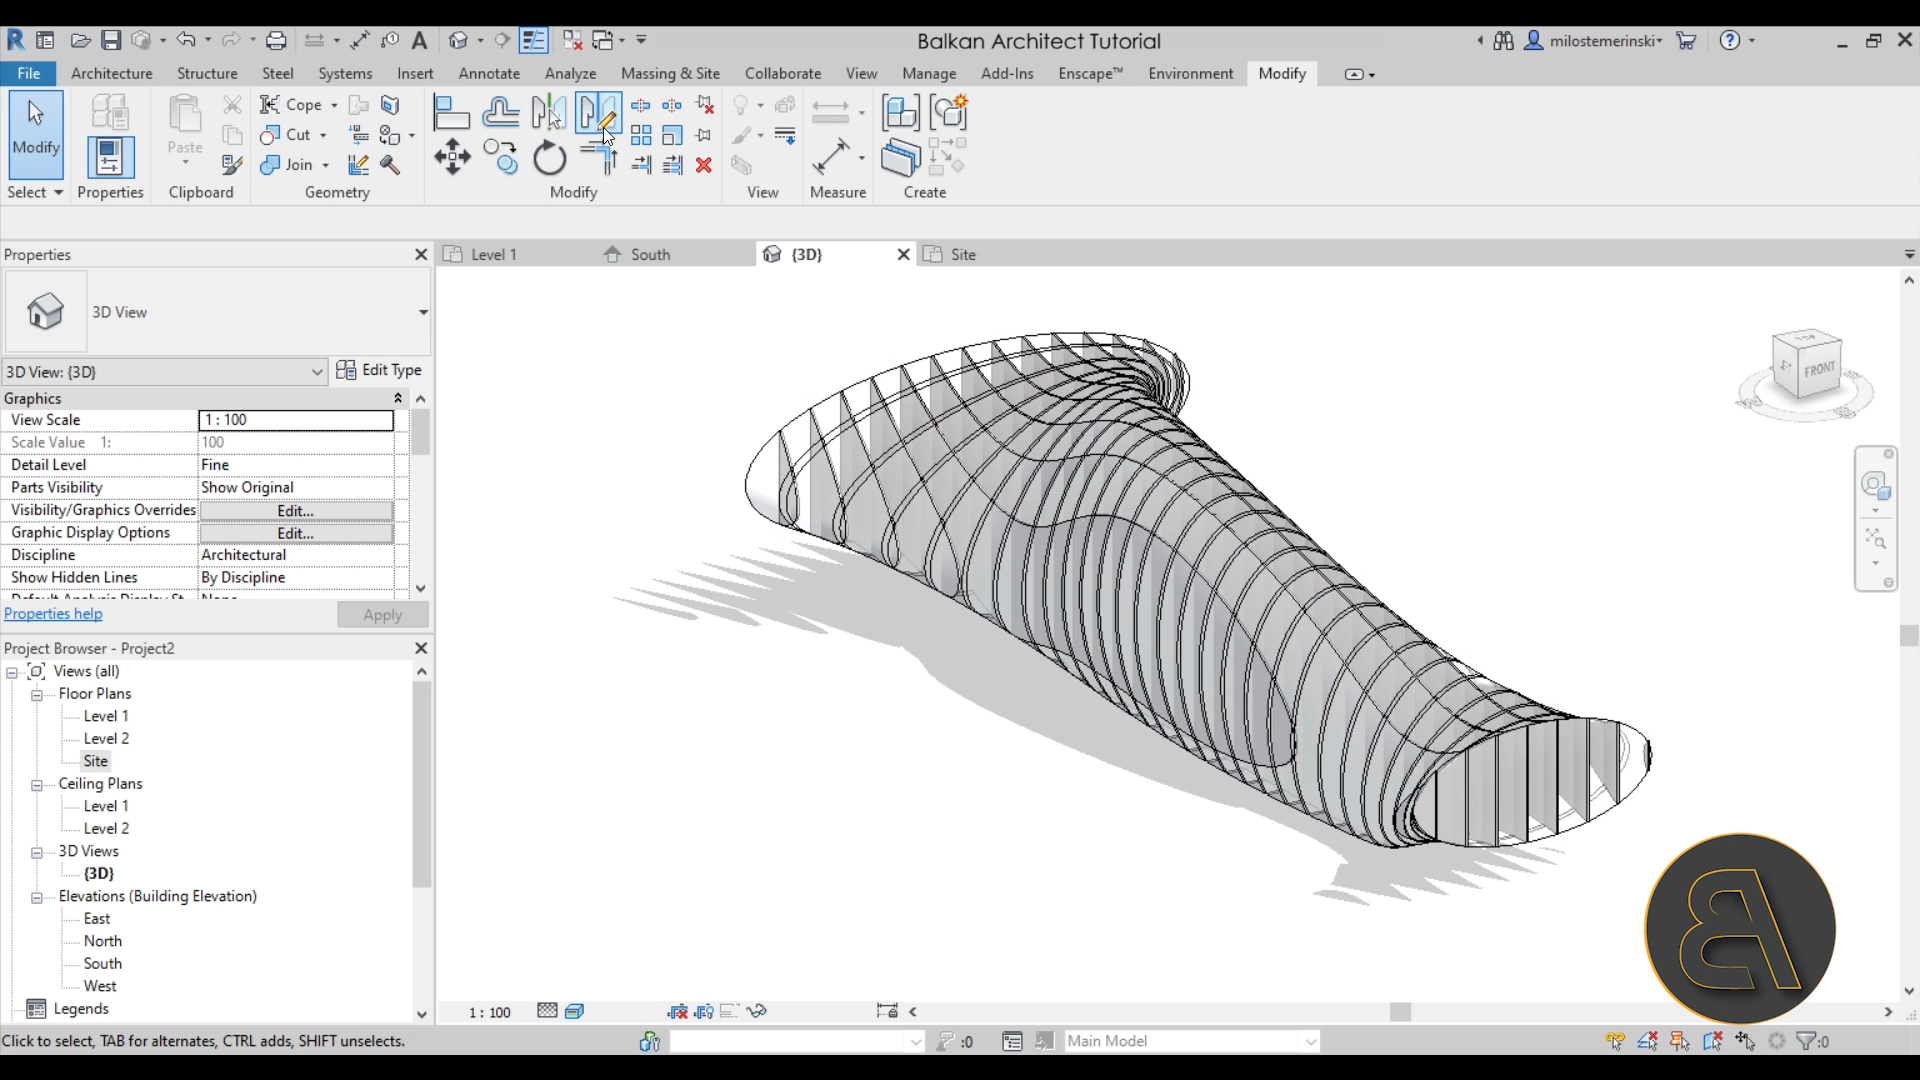 Balkan Architect Tutorial
milostemerinski
File Architecture Structure Steel Systems Insert Annotate Analyze Massing & Site Collaborate View Manage Add-Ins Enscape™ Environment Modify
Modify
Paste
Cope
Cut
Join
Select Properties Clipboard Geometry Modify View Measure Create
Properties
Level 1
South
{3D}
Site
3D View
3D View: {3D}
Edit Type
Graphics
View Scale 1 : 100
Scale Value 1: 100
Detail Level Fine
Parts Visibility Show Original
Visibility/Graphics Overrides Edit...
Graphic Display Options Edit...
Discipline Architectural
Show Hidden Lines By Discipline
Properties help
Apply
Project Browser - Project2
Views (all)
Floor Plans
Level 1
Level 2
Site
Ceiling Plans
Level 1
Level 2
3D Views
{3D}
Elevations (Building Elevation)
East
North
South
West
Legends
FRONT
1 : 100
Click to select, TAB for alternates, CTRL adds, SHIFT unselects.
:0
Main Model
:0